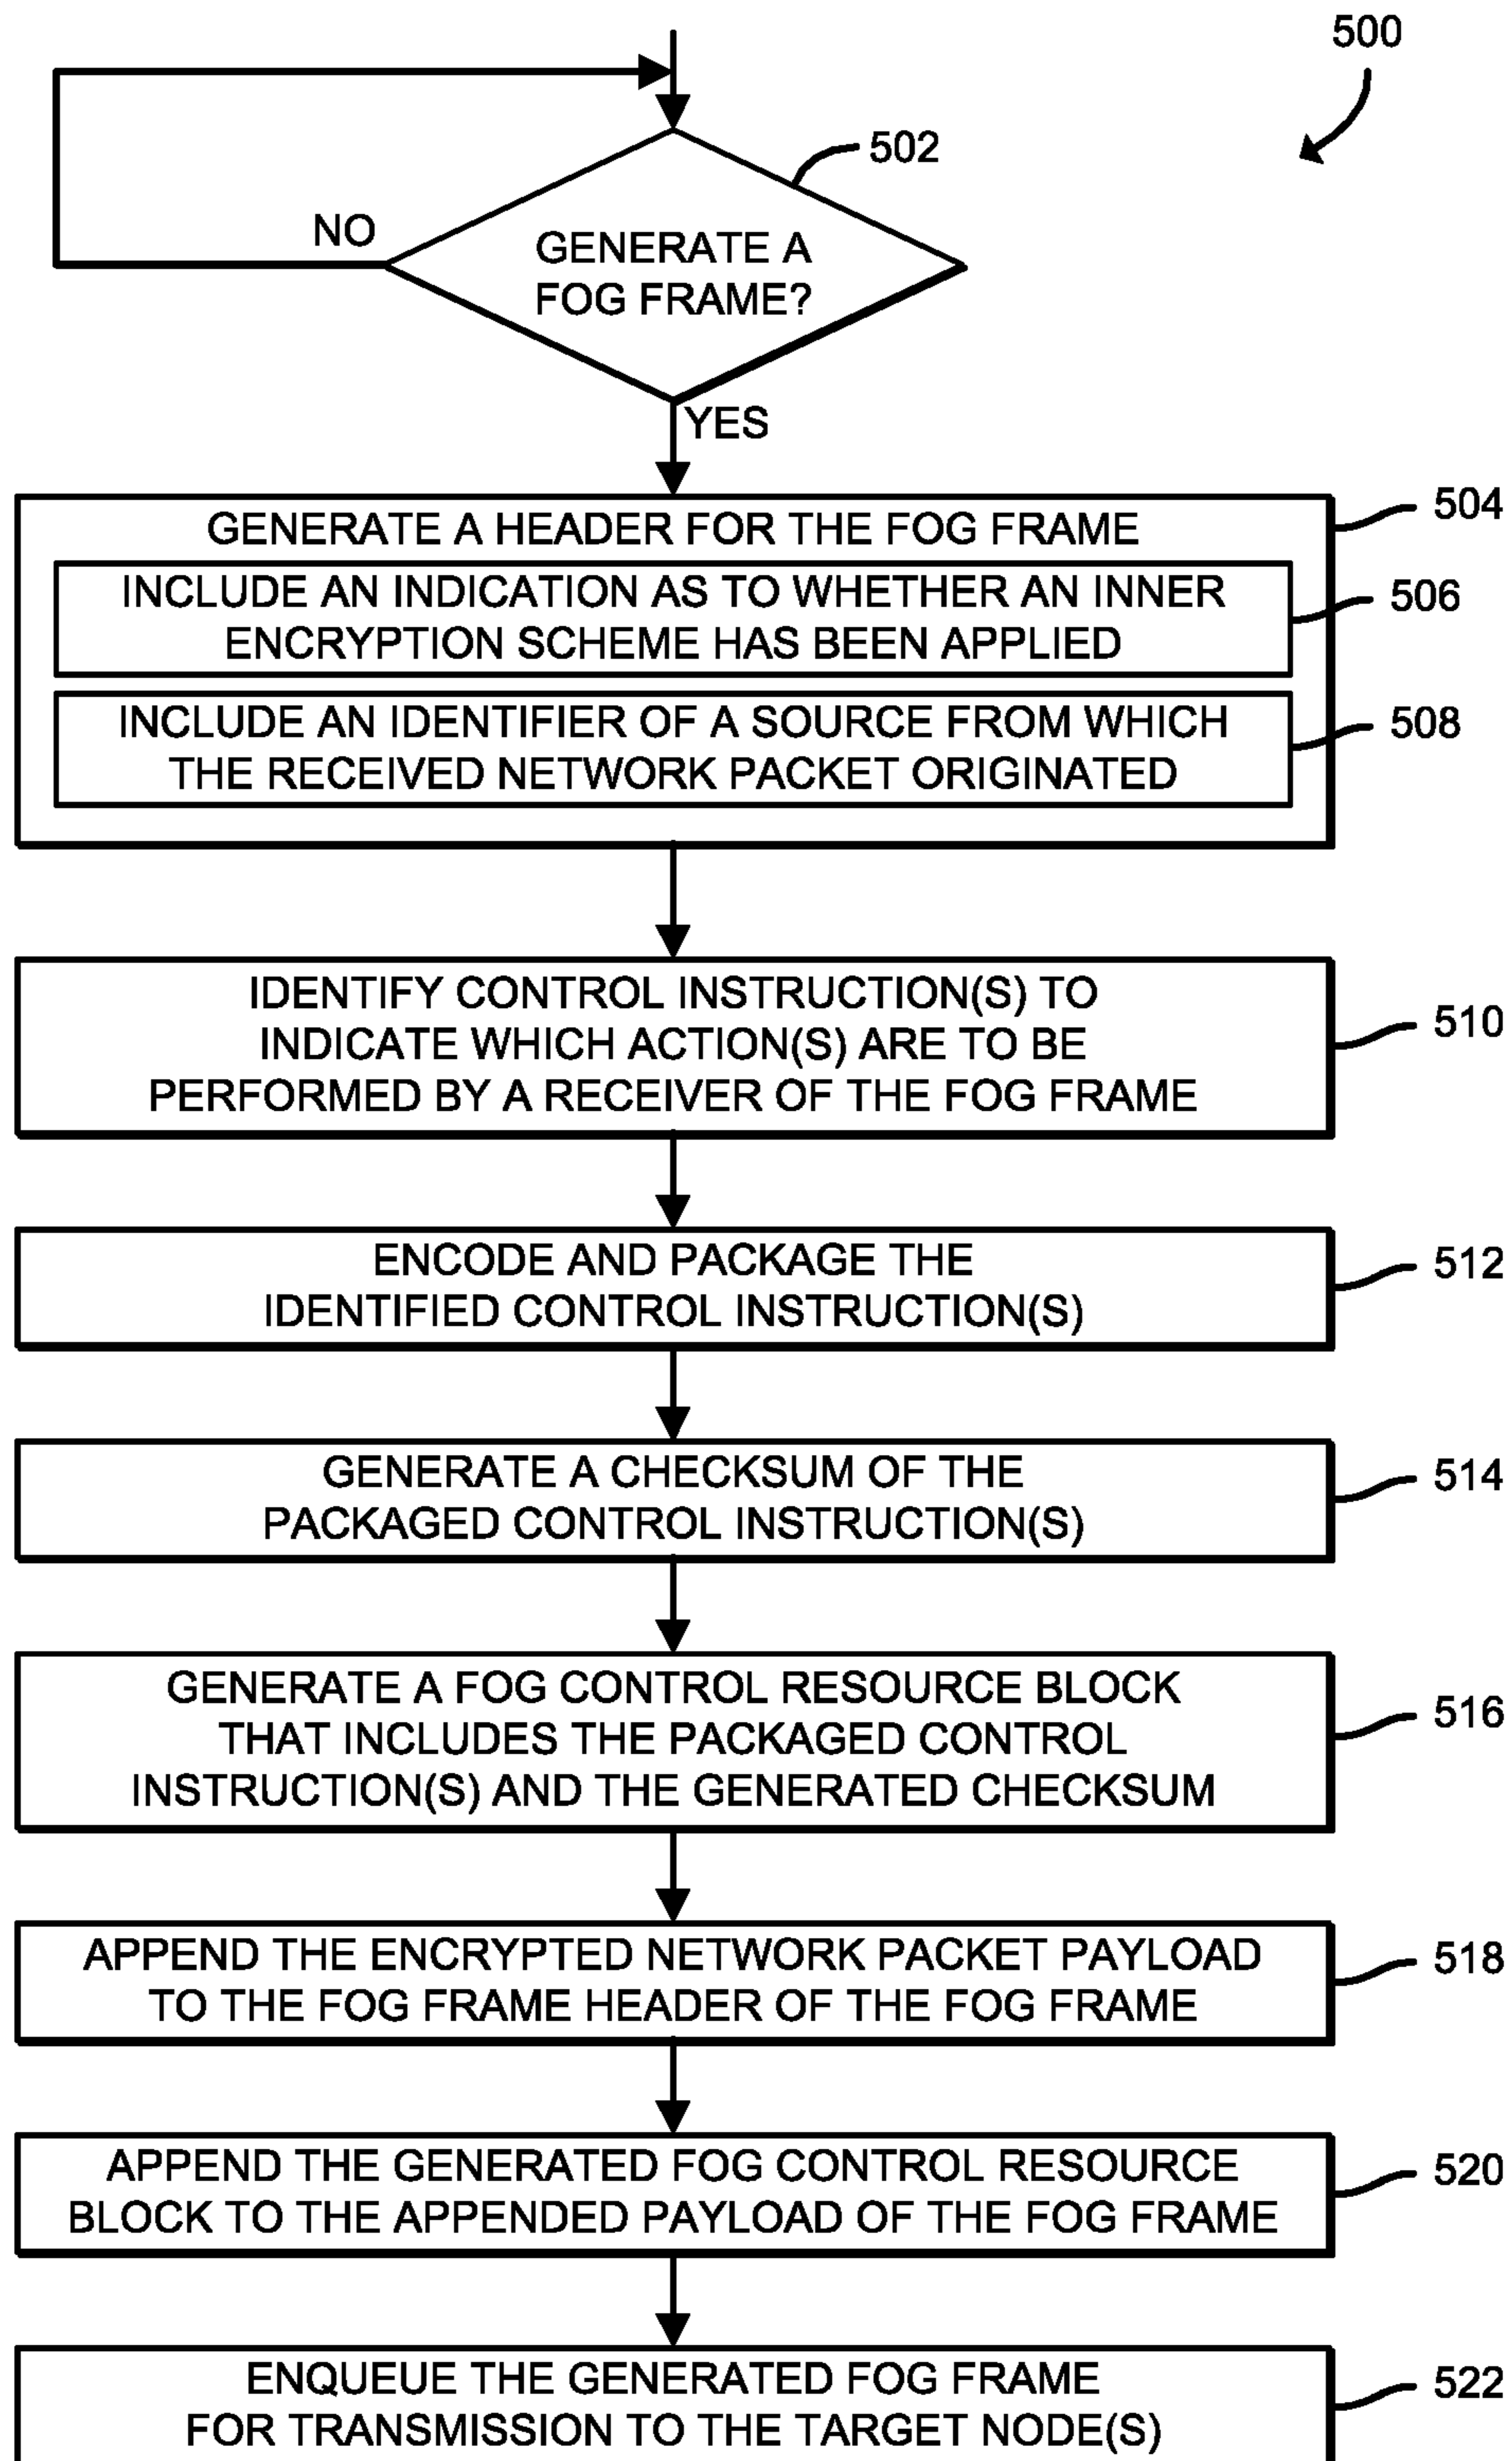 500
502
NO
GENERATE A
FOG FRAME?
YES
504
GENERATE A HEADER FOR THE FOG FRAME
INCLUDE AN INDICATION AS TO WHETHER AN INNER
ENCRYPTION SCHEME HAS BEEN APPLIED
506
INCLUDE AN IDENTIFIER OF A SOURCE FROM WHICH
THE RECEIVED NETWORK PACKET ORIGINATED
508
IDENTIFY CONTROL INSTRUCTION(S) TO
INDICATE WHICH ACTION(S) ARE TO BE
PERFORMED BY A RECEIVER OF THE FOG FRAME
510
ENCODE AND PACKAGE THE
IDENTIFIED CONTROL INSTRUCTION(S)
512
GENERATE A CHECKSUM OF THE
PACKAGED CONTROL INSTRUCTION(S)
514
GENERATE A FOG CONTROL RESOURCE BLOCK
THAT INCLUDES THE PACKAGED CONTROL
INSTRUCTION(S) AND THE GENERATED CHECKSUM
516
APPEND THE ENCRYPTED NETWORK PACKET PAYLOAD
TO THE FOG FRAME HEADER OF THE FOG FRAME
518
APPEND THE GENERATED FOG CONTROL RESOURCE
BLOCK TO THE APPENDED PAYLOAD OF THE FOG FRAME
520
ENQUEUE THE GENERATED FOG FRAME
FOR TRANSMISSION TO THE TARGET NODE(S)
522